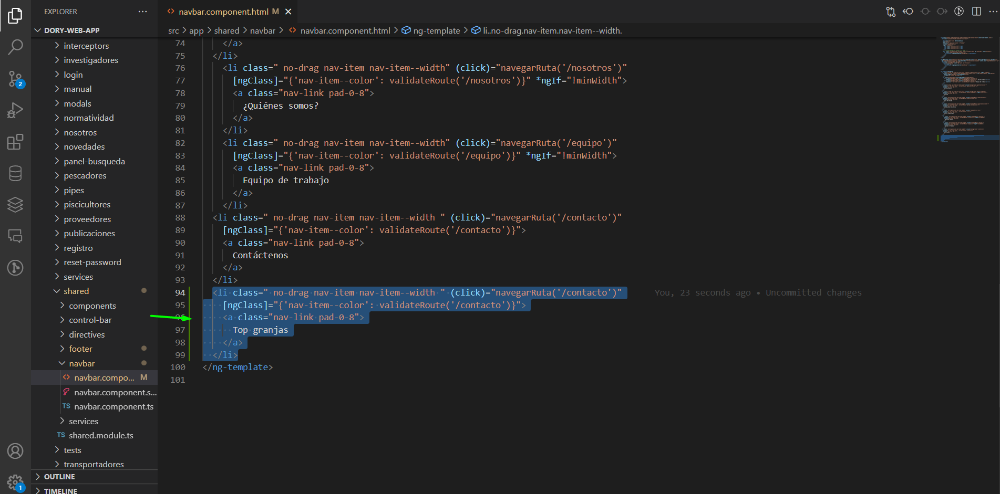 EXPLORER
DORY-WEB-APP
interceptors
investigadores
login
manual
modals
normatividad
nosotros
novedades
panel-busqueda
pescadores
pipes
piscicultores
proveedores
publicaciones
registro
reset-password
services
shared
components
control-bar
directives
footer
navbar
navbar.compo... M
navbar.component.s...
TS navbar.component.ts
services
TS shared.module.ts
tests
transportadores
OUTLINE
TIMELINE
2
1
navbar.component.html M
src > app > shared > navbar > navbar.component.html > ng-template > li..no-drag.nav-item.nav-item--width.
74 </a>
75 </li>
76 <li class=" no-drag nav-item nav-item--width" (click)="navegarRuta('/nosotros')"
77 [ngClass]="{'nav-item--color': validateRoute('/nosotros')}" *ngIf="!minWidth">
78 <a class="nav-link pad-0-8">
79 ¿Quiénes somos?
80 </a>
81 </li>
82 <li class=" no-drag nav-item nav-item--width" (click)="navegarRuta('/equipo')"
83 [ngClass]="{'nav-item--color': validateRoute('/equipo')}" *ngIf="!minWidth">
84 <a class="nav-link pad-0-8">
85 Equipo de trabajo
86 </a>
87 </li>
88 <li class=" no-drag nav-item nav-item--width " (click)="navegarRuta('/contacto')"
89 [ngClass]="{'nav-item--color': validateRoute('/contacto')}">
90 <a class="nav-link pad-0-8">
91 Contáctenos
92 </a>
93 </li>
94 <li class=" no-drag nav-item nav-item--width " (click)="navegarRuta('/contacto')" You, 23 seconds ago • Uncommitted changes
95 [ngClass]="{'nav-item--color': validateRoute('/contacto')}">
96 <a class="nav-link pad-0-8">
97 Top granjas
98 </a>
99 </li>
100 </ng-template>
101